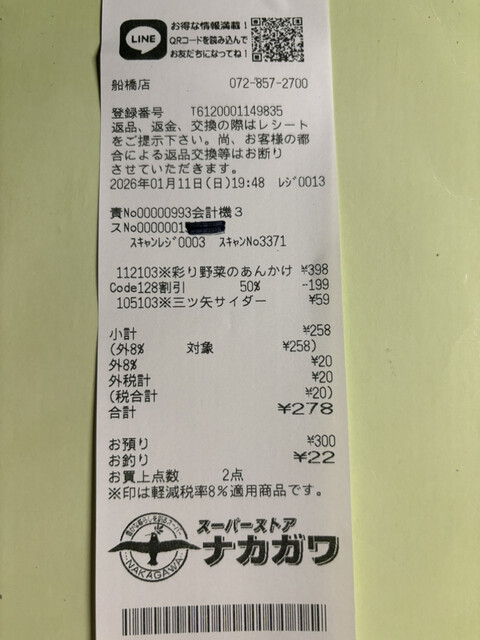 LINE
お得な情報満載!
QRコードを読み込んで
お友だちになってね!
船橋店 072-857-2700
登録番号 T6120001149835
返品、返金、交換の際はレシート
をご提示下さい。尚、お客様の都
合による返品交換等はお断り
させていただきます。
2026年01月11日(日)19:48 レジ0013
責No00000993会計機3
スNo0000001
スキャンレジ0003 スキャンNo3371
112103※彩り野菜のあんかけ ¥398
Code128割引 50% -199
105103※三ツ矢サイダー ¥59
小計 ¥258
(外8% 対象 ¥258)
外8% ¥20
外税計 ¥20
(税合計 ¥20)
合計 ¥278
お預り ¥300
お釣り ¥22
お買上点数 2点
※印は軽減税率8%適用商品です。
NAKAGAWA
スーパーストア
ナカガワ